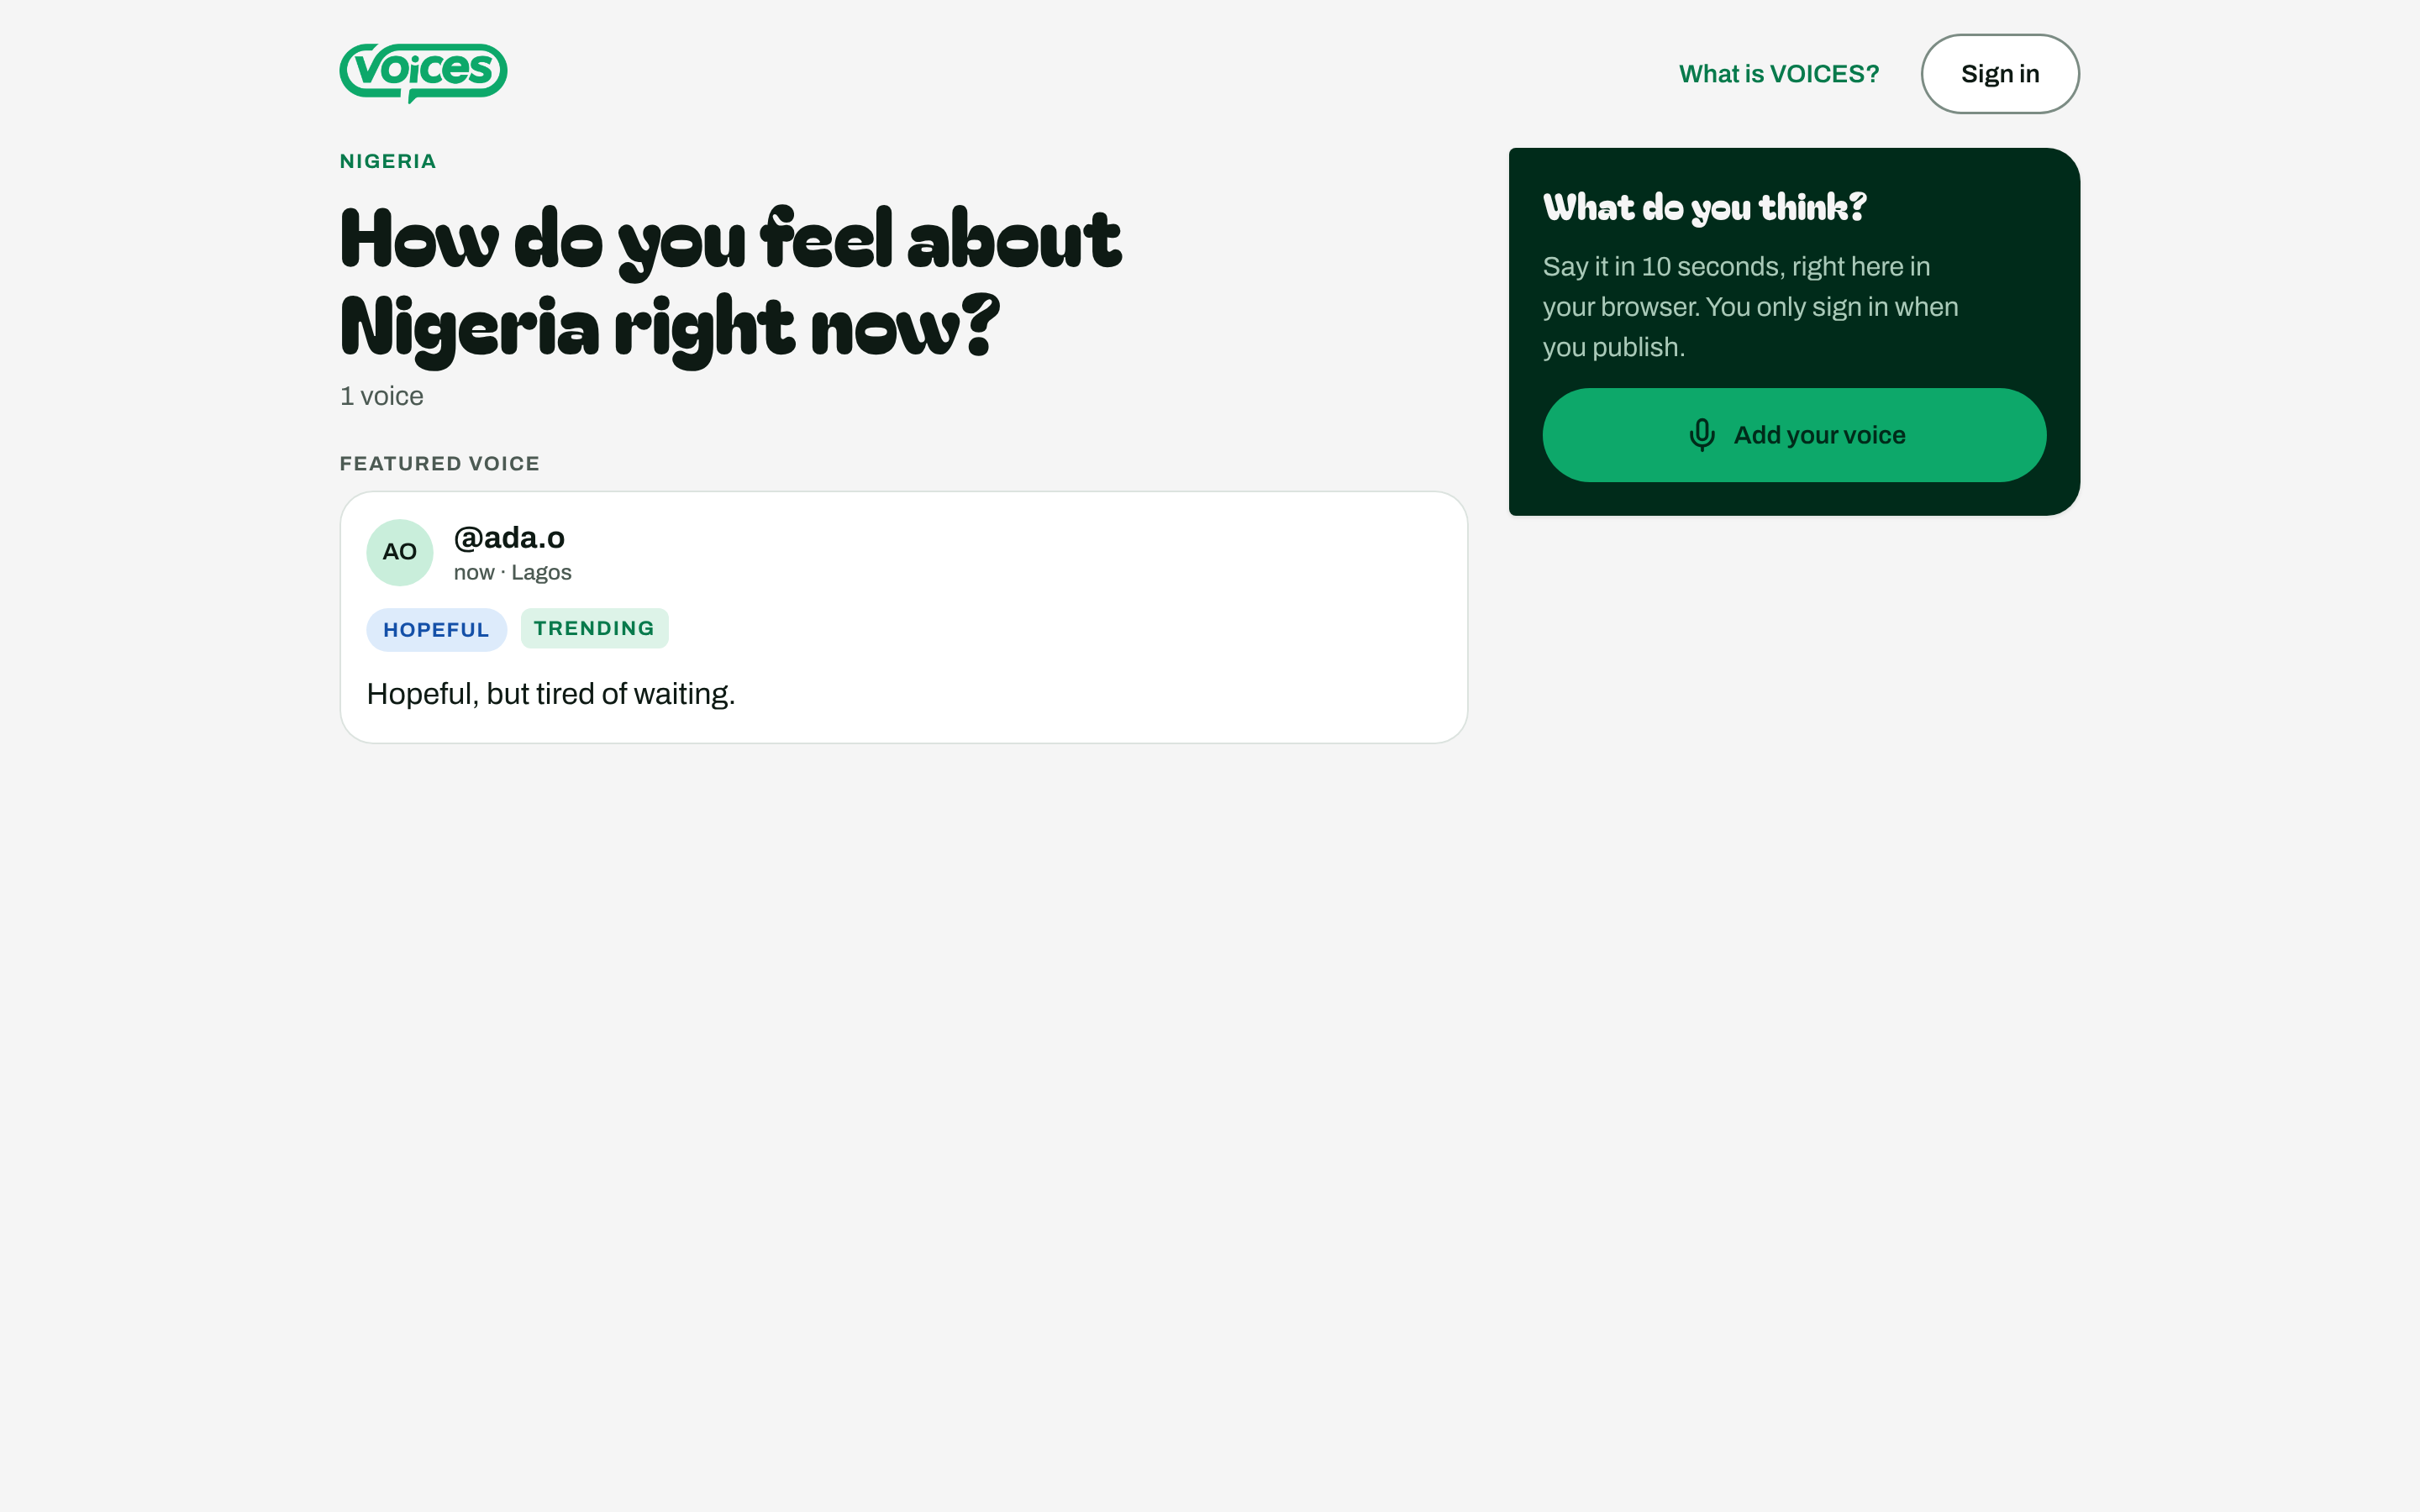 voices
What is VOICES?
Sign in
NIGERIA
How do you feel about
Nigeria right now?
1 voice
FEATURED VOICE
AO
@ada.o
now · Lagos
HOPEFUL
TRENDING
Hopeful, but tired of waiting.
What do you think?
Say it in 10 seconds, right here in
your browser. You only sign in when
you publish.
Add your voice